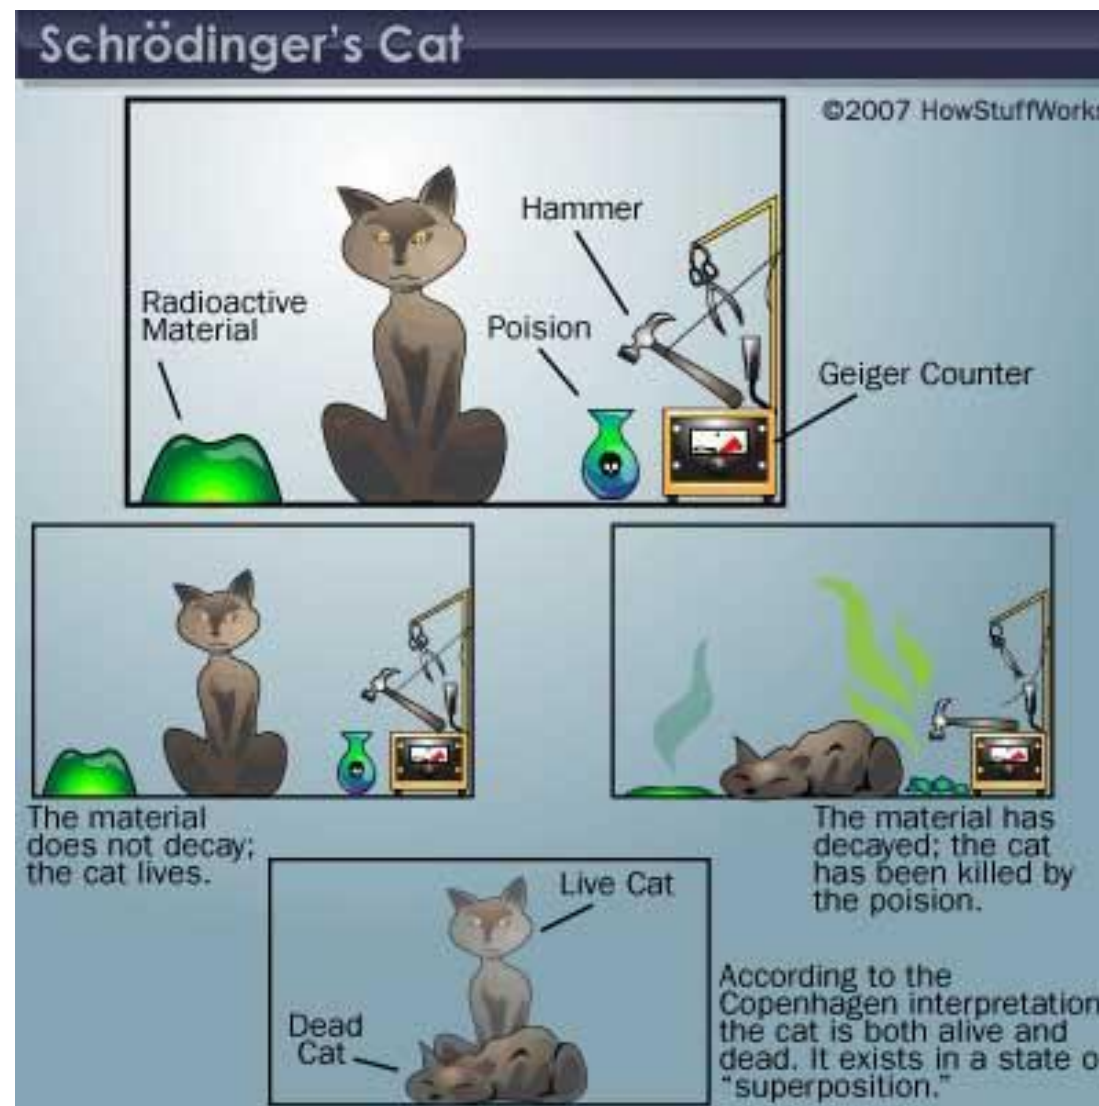 Schrödinger's Cat
©2007 HowStuffWorks
Hammer
Radioactive
Material
Poision
Geiger Counter
The material
does not decay;
the cat lives.
The material has
decayed; the cat
has been killed by
the poision.
Live Cat
Dead
Cat
According to the
Copenhagen interpretation
the cat is both alive and
dead. It exists in a state o
"superposition."